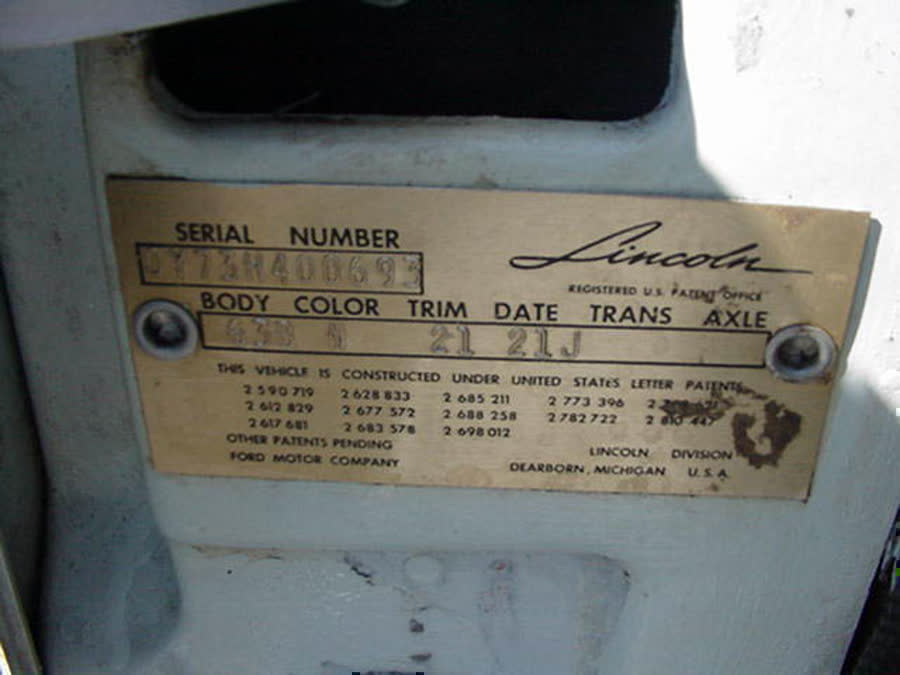 SERIAL NUMBER
Lincoln
REGISTERED U.S. PATENT OFFICE
BODY COLOR TRIM DATE TRANS AXLE
21 21J
THIS VEHICLE IS CONSTRUCTED UNDER UNITED STATES LETTER PATENTS
2 590 719 2 628 833 2 685 211 2 773 396
2 612 829 2 677 572 2 688 258 2 782 722 2 810 447
2 617 681 2 683 578 2 698 012
OTHER PATENTS PENDING
LINCOLN DIVISION
FORD MOTOR COMPANY
DEARBORN, MICHIGAN U.S.A.